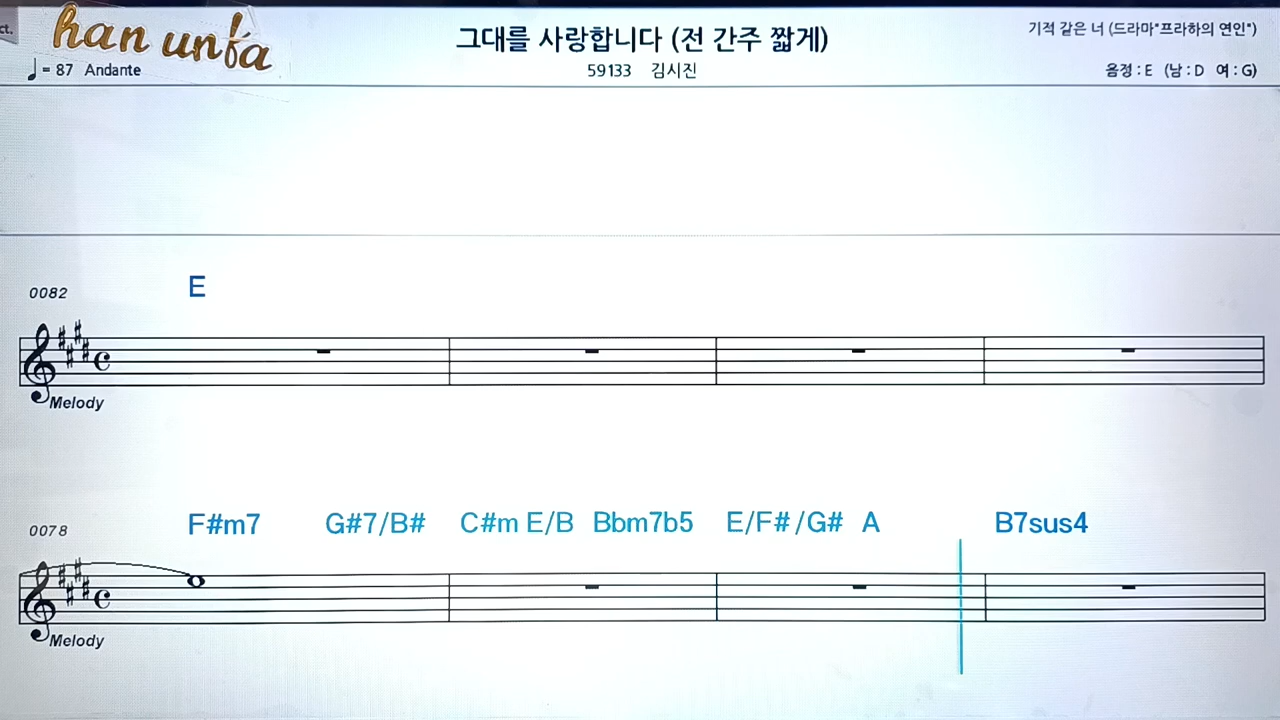 ct.
han unfa
그대를 사랑합니다 (전 간주 짧게)
기적 같은 너 (드라마"프라하의 연인")
= 87 Andante
59133 김시진
음정 : E (남 : D 여 : G)
0082
E
Melody
0078
F#m7 G#7/B# C#m E/B Bbm7b5 E/F# /G# A B7sus4
Melody